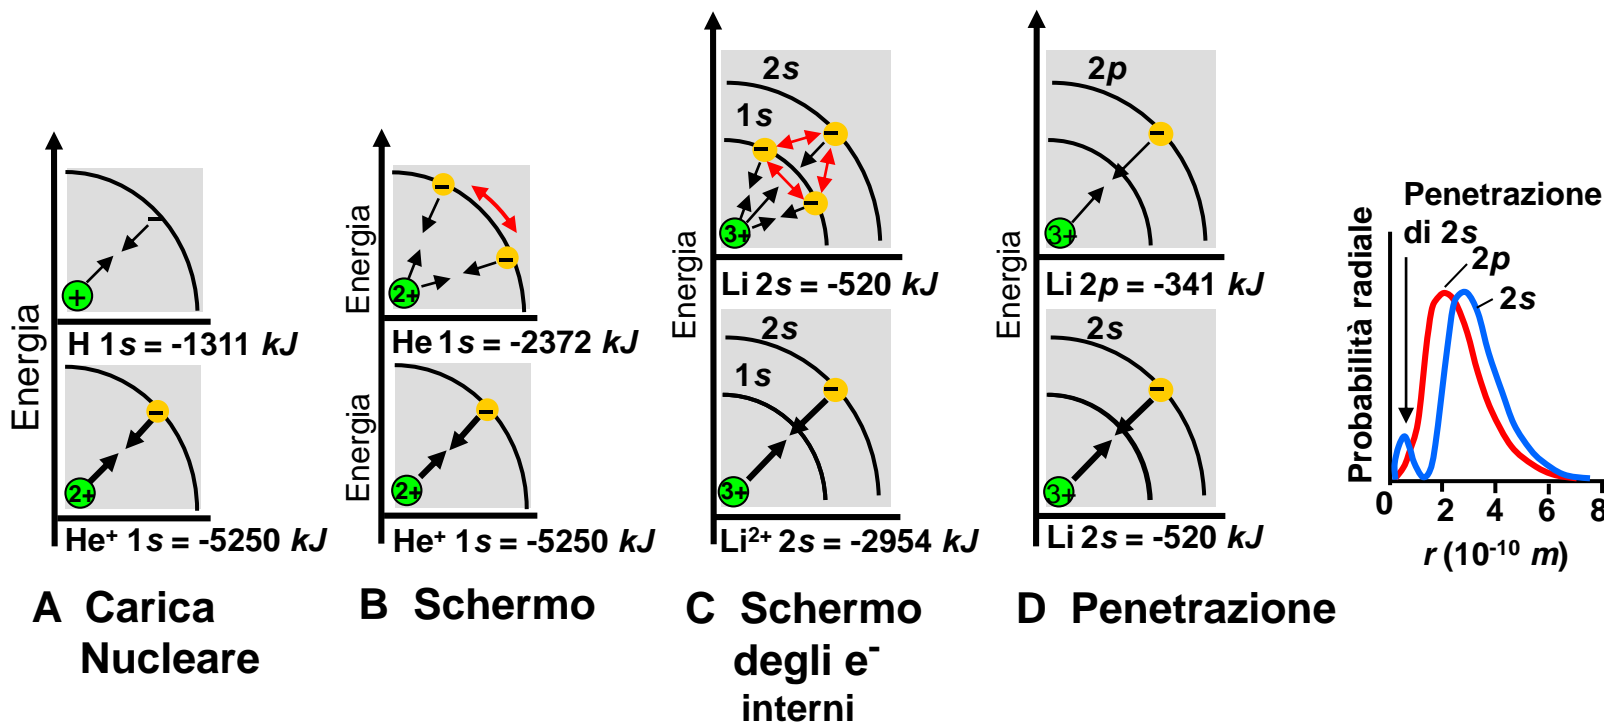 Energia
+
H 1s = -1311 kJ
2+
He⁺ 1s = -5250 kJ
A Carica
Nucleare
Energia
2+
He 1s = -2372 kJ
Energia
2+
He⁺ 1s = -5250 kJ
B Schermo
Energia
2s
1s
3+
Li 2s = -520 kJ
2s
1s
3+
Li²⁺ 2s = -2954 kJ
C Schermo
degli e⁻
interni
Energia
2p
3+
Li 2p = -341 kJ
2s
3+
Li 2s = -520 kJ
D Penetrazione
Probabilità radiale
Penetrazione
di 2s
2p
2s
0 2 4 6 8
r (10⁻¹⁰ m)